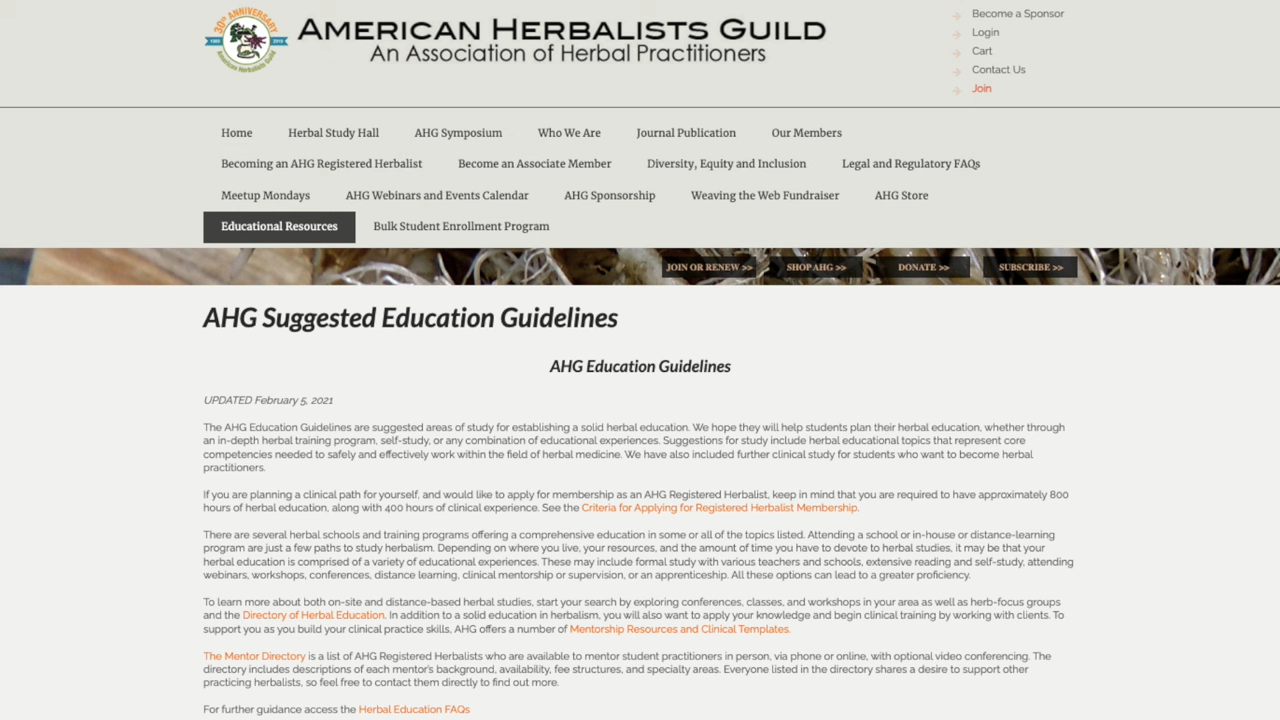 30TH ANNIVERSARY
American Herbalists Guild
AMERICAN HERBALISTS GUILD
An Association of Herbal Practitioners
Become a Sponsor
Login
Cart
Contact Us
Join
Home Herbal Study Hall AHG Symposium Who We Are Journal Publication Our Members
Becoming an AHG Registered Herbalist Become an Associate Member Diversity, Equity and Inclusion Legal and Regulatory FAQs
Meetup Mondays AHG Webinars and Events Calendar AHG Sponsorship Weaving the Web Fundraiser AHG Store
Educational Resources Bulk Student Enrollment Program
JOIN OR RENEW >> SHOP AHG >> DONATE >> SUBSCRIBE >>
AHG Suggested Education Guidelines
AHG Education Guidelines
UPDATED February 5, 2021
The AHG Education Guidelines are suggested areas of study for establishing a solid herbal education. We hope they will help students plan their herbal education, whether through
an in-depth herbal training program, self-study, or any combination of educational experiences. Suggestions for study include herbal educational topics that represent core
competencies needed to safely and effectively work within the field of herbal medicine. We have also included further clinical study for students who want to become herbal
practitioners.
If you are planning a clinical path for yourself, and would like to apply for membership as an AHG Registered Herbalist, keep in mind that you are required to have approximately 800
hours of herbal education, along with 400 hours of clinical experience. See the Criteria for Applying for Registered Herbalist Membership.
There are several herbal schools and training programs offering a comprehensive education in some or all of the topics listed. Attending a school or in-house or distance-learning
program are just a few paths to study herbalism. Depending on where you live, your resources, and the amount of time you have to devote to herbal studies, it may be that your
herbal education is comprised of a variety of educational experiences. These may include formal study with various teachers and schools, extensive reading and self-study, attending
webinars, workshops, conferences, distance learning, clinical mentorship or supervision, or an apprenticeship. All these options can lead to a greater proficiency.
To learn more about both on-site and distance-based herbal studies, start your search by exploring conferences, classes, and workshops in your area as well as herb-focus groups
and the Directory of Herbal Education. In addition to a solid education in herbalism, you will also want to apply your knowledge and begin clinical training by working with clients. To
support you as you build your clinical practice skills, AHG offers a number of Mentorship Resources and Clinical Templates.
The Mentor Directory is a list of AHG Registered Herbalists who are available to mentor student practitioners in person, via phone or online, with optional video conferencing. The
directory includes descriptions of each mentor's background, availability, fee structures, and specialty areas. Everyone listed in the directory shares a desire to support other
practicing herbalists, so feel free to contact them directly to find out more.
For further guidance access the Herbal Education FAQs